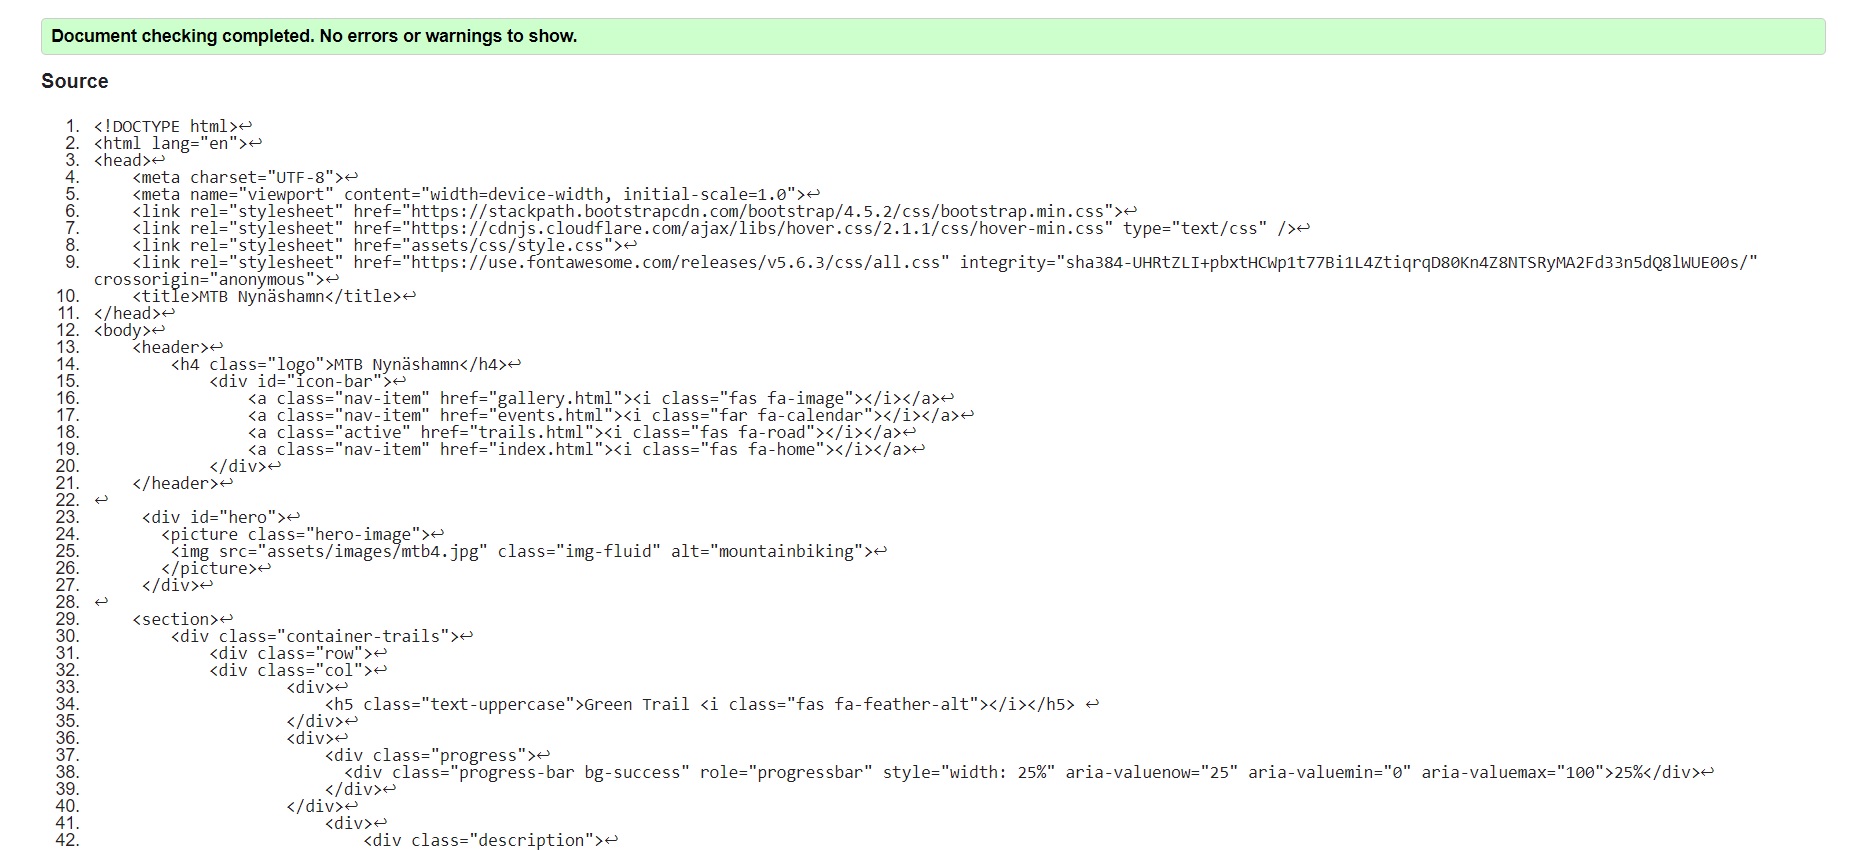 Document checking completed. No errors or warnings to show.
Source
1. <!DOCTYPE html>↩
2. <html lang="en">↩
3. <head>↩
4.     <meta charset="UTF-8">↩
5.     <meta name="viewport" content="width=device-width, initial-scale=1.0">↩
6.     <link rel="stylesheet" href="https://stackpath.bootstrapcdn.com/bootstrap/4.5.2/css/bootstrap.min.css">↩
7.     <link rel="stylesheet" href="https://cdnjs.cloudflare.com/ajax/libs/hover.css/2.1.1/css/hover-min.css" type="text/css" />↩
8.     <link rel="stylesheet" href="assets/css/style.css">↩
9.     <link rel="stylesheet" href="https://use.fontawesome.com/releases/v5.6.3/css/all.css" integrity="sha384-UHRtZLI+pbxtHCWp1t77Bi1L4ZtiqrqD80Kn4Z8NTSRyMA2Fd33n5dQ8lWUE00s/"
crossorigin="anonymous">↩
10.     <title>MTB Nynäshamn</title>↩
11. </head>↩
12. <body>↩
13.     <header>↩
14.         <h4 class="logo">MTB Nynäshamn</h4>↩
15.             <div id="icon-bar">↩
16.                 <a class="nav-item" href="gallery.html"><i class="fas fa-image"></i></a>↩
17.                 <a class="nav-item" href="events.html"><i class="far fa-calendar"></i></a>↩
18.                 <a class="active" href="trails.html"><i class="fas fa-road"></i></a>↩
19.                 <a class="nav-item" href="index.html"><i class="fas fa-home"></i></a>↩
20.             </div>↩
21.     </header>↩
22. ↩
23.      <div id="hero">↩
24.        <picture class="hero-image">↩
25.         <img src="assets/images/mtb4.jpg" class="img-fluid" alt="mountainbiking">↩
26.        </picture>↩
27.      </div>↩
28. ↩
29.     <section>↩
30.         <div class="container-trails">↩
31.             <div class="row">↩
32.             <div class="col">↩
33.                     <div>↩
34.                         <h5 class="text-uppercase">Green Trail <i class="fas fa-feather-alt"></i></h5> ↩
35.                     </div>↩
36.                     <div>↩
37.                         <div class="progress">↩
38.                           <div class="progress-bar bg-success" role="progressbar" style="width: 25%" aria-valuenow="25" aria-valuemin="0" aria-valuemax="100">25%</div>↩
39.                         </div>↩
40.                     </div>↩
41.                         <div>↩
42.                             <div class="description">↩